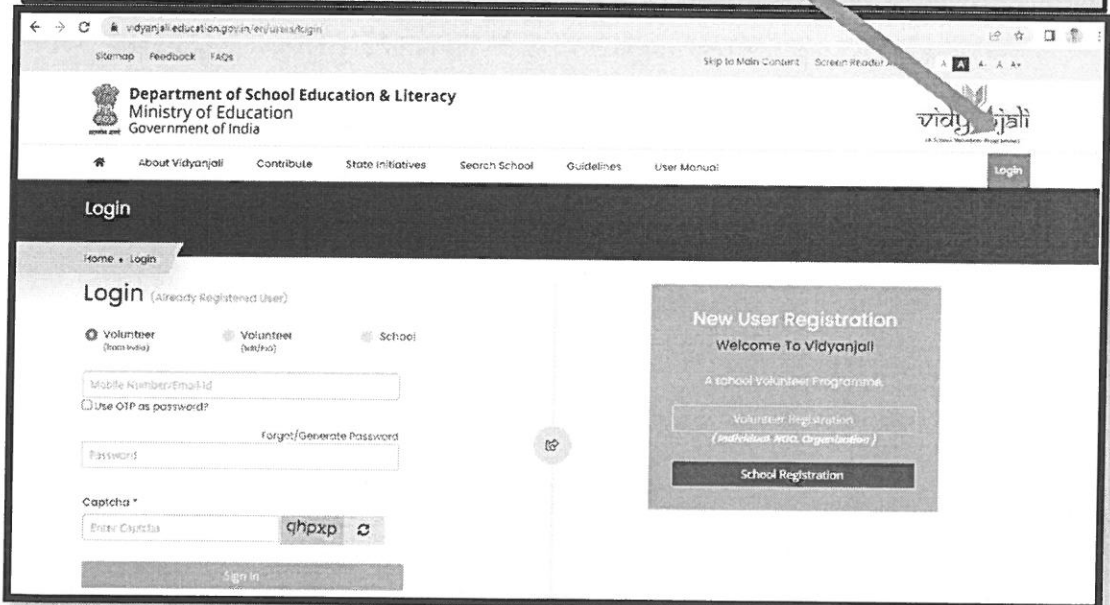 vidyanjali.education.gov.in/en/users/login
Sitemap Feedback FAQs
Skip to Main Content Screen Reader A A A- A A+
Department of School Education & Literacy
Ministry of Education
Government of India
(A School Volunteer Programme)
About Vidyanjali Contribute State Initiatives Search School Guidelines User Manual Login
Login
Home Login
Login (Already Registered User)
Volunteer Volunteer School
(from India) (NRI/PIO)
Mobile Number/Email-Id
Use OTP as password?
Forgot/Generate Password
Password
Captcha *
Enter Captcha qhpxp
Sign In
New User Registration
Welcome To Vidyanjali
A school Volunteer Programme.
Volunteer Registration
(Individual, NGO, Organization)
School Registration